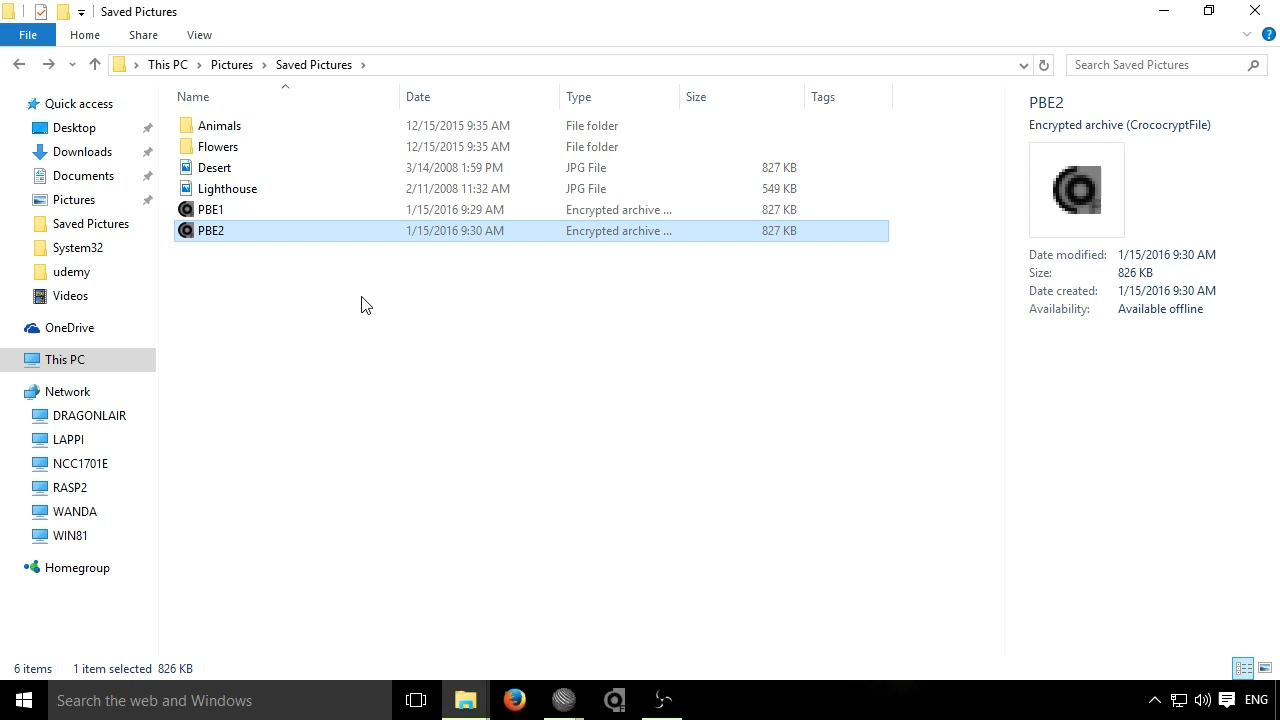 Saved Pictures
File Home Share View
This PC Pictures Saved Pictures Search Saved Pictures
Name Date Type Size Tags
Animals 12/15/2015 9:35 AM File folder
Flowers 12/15/2015 9:35 AM File folder
Desert 3/14/2008 1:59 PM JPG File 827 KB
Lighthouse 2/11/2008 11:32 AM JPG File 549 KB
PBE1 1/15/2016 9:29 AM Encrypted archive ... 827 KB
PBE2 1/15/2016 9:30 AM Encrypted archive ... 827 KB
Quick access
Desktop
Downloads
Documents
Pictures
Saved Pictures
System32
udemy
Videos
OneDrive
This PC
Network
DRAGONLAIR
LAPPI
NCC1701E
RASP2
WANDA
WIN81
Homegroup
PBE2
Encrypted archive (CrococryptFile)
Date modified: 1/15/2016 9:30 AM
Size: 826 KB
Date created: 1/15/2016 9:30 AM
Availability: Available offline
6 items 1 item selected 826 KB
Search the web and Windows ENG